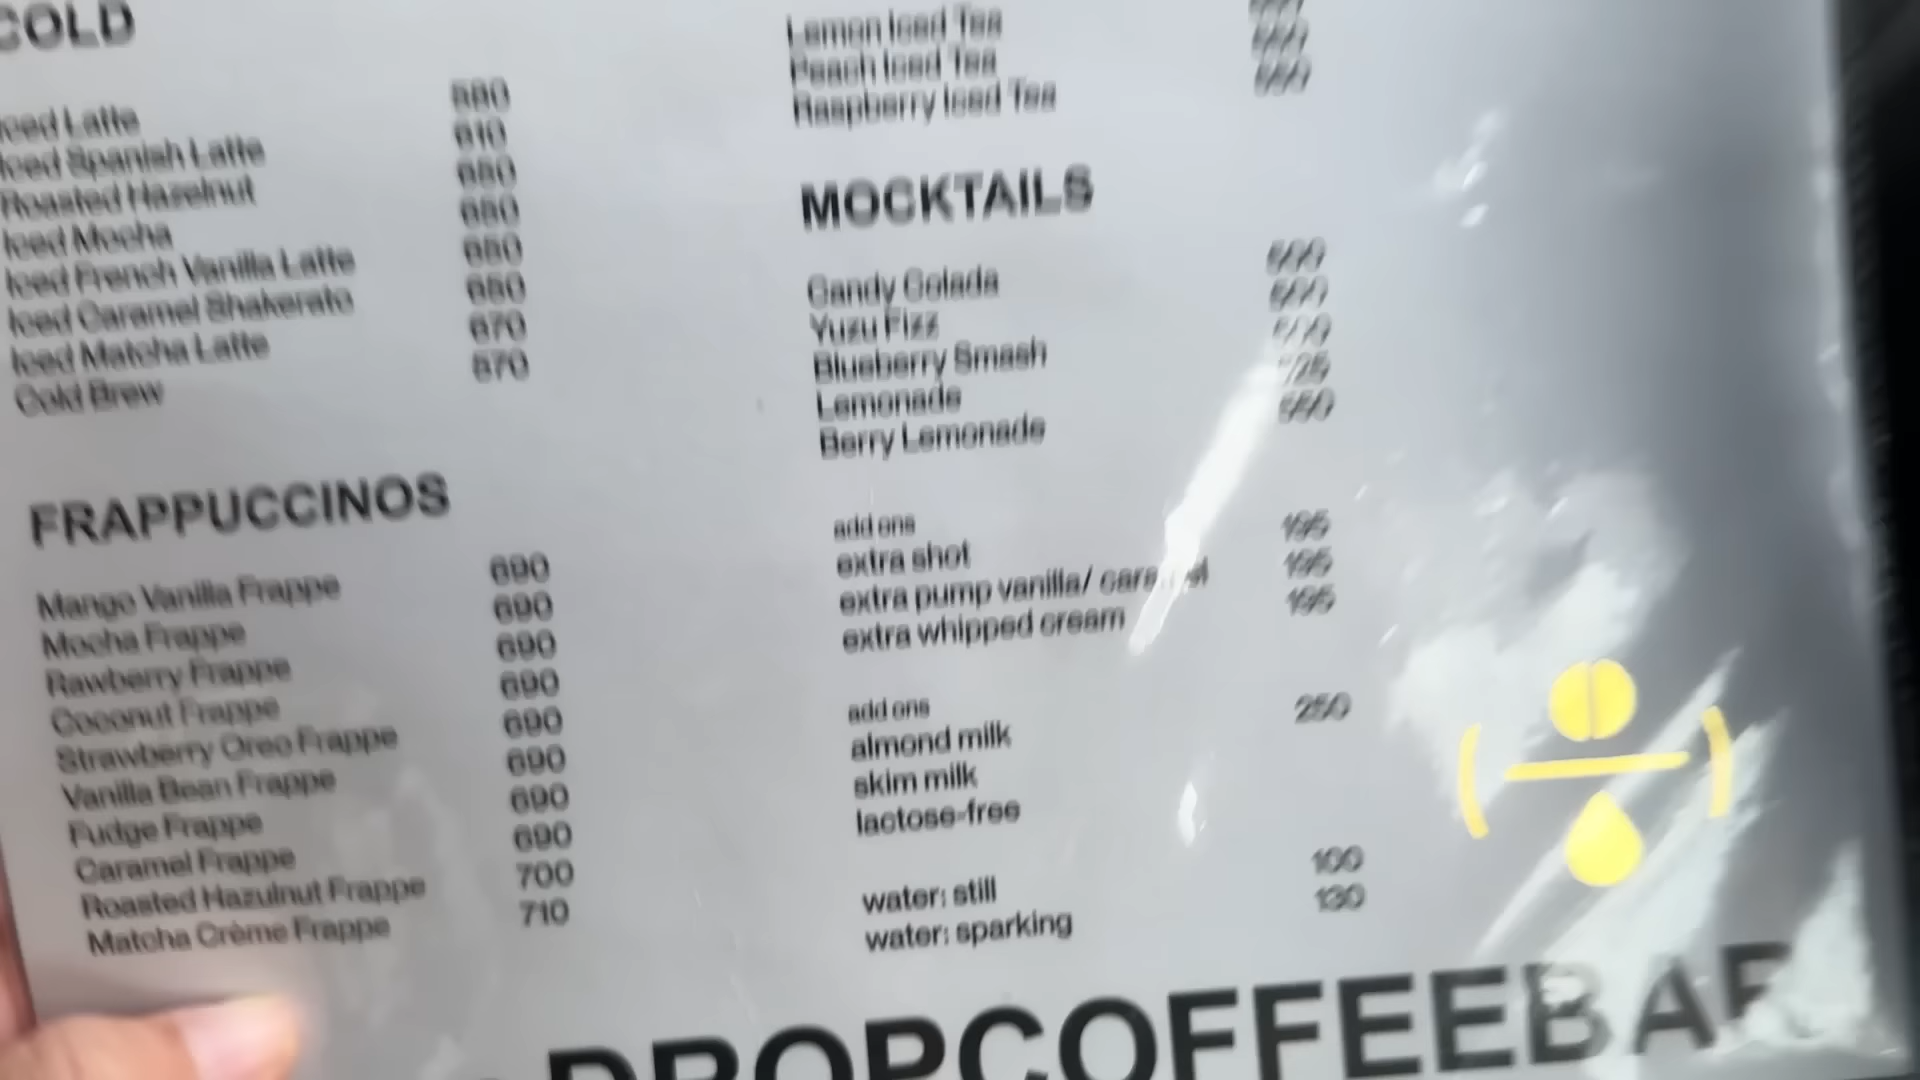 COLD
Iced Latte 580
Iced Spanish Latte 610
Roasted Hazelnut 650
Iced Mocha 650
Iced French Vanilla Latte 650
Iced Caramel Shakerato 650
Iced Matcha Latte 670
Cold Brew 570
FRAPPUCCINOS
Mango Vanilla Frappe 690
Mocha Frappe 690
Rawberry Frappe 690
Coconut Frappe 690
Strawberry Oreo Frappe 690
Vanilla Bean Frappe 690
Fudge Frappe 690
Caramel Frappe 690
Roasted Hazulnut Frappe 700
Matcha Crème Frappe 710
Lemon Iced Tea
Peach Iced Tea
Raspberry Iced Tea
MOCKTAILS
Candy Colada
Yuzu Fizz
Blueberry Smash
Lemonade
Berry Lemonade 550
add ons
extra shot 195
extra pump vanilla/ caramel 195
extra whipped cream 195
add ons
almond milk 250
skim milk
lactose-free
water: still 100
water: sparking 130
DROPCOFFEEBAR